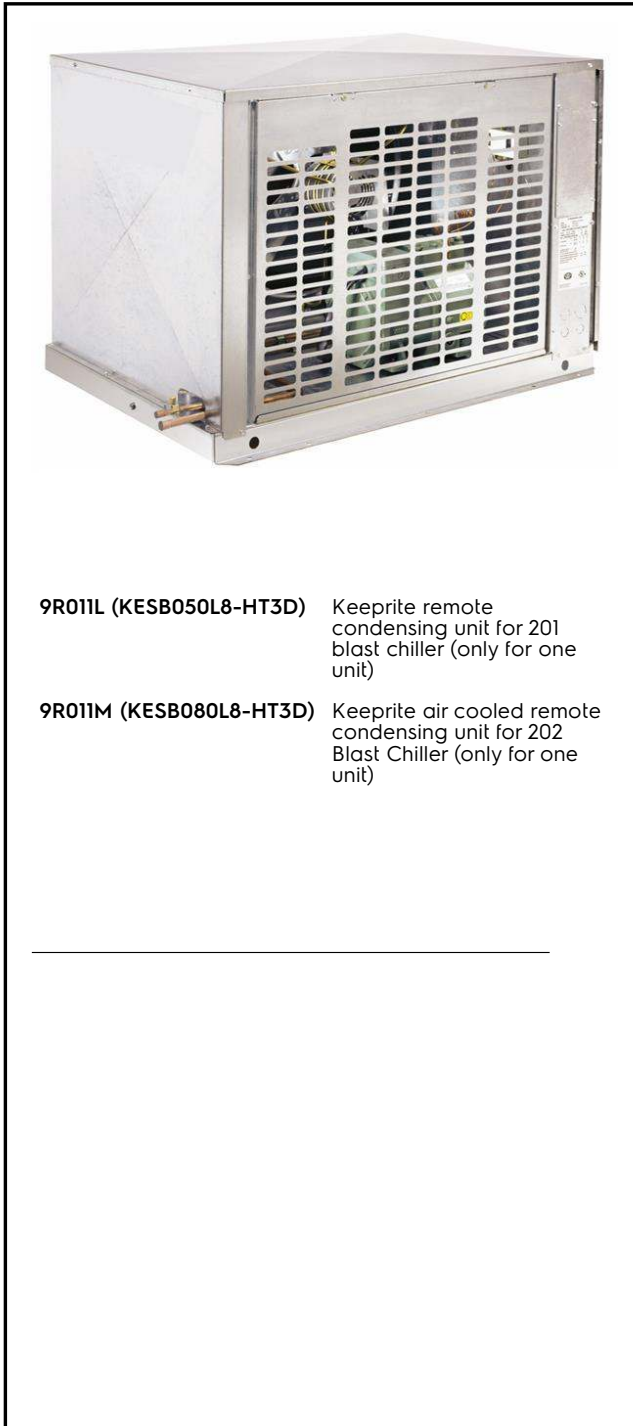 9R011L (KESB050L8-HT3D) Keeprite remote
condensing unit for 201
blast chiller (only for one
unit)
9R011M (KESB080L8-HT3D) Keeprite air cooled remote
condensing unit for 202
Blast Chiller (only for one
unit)